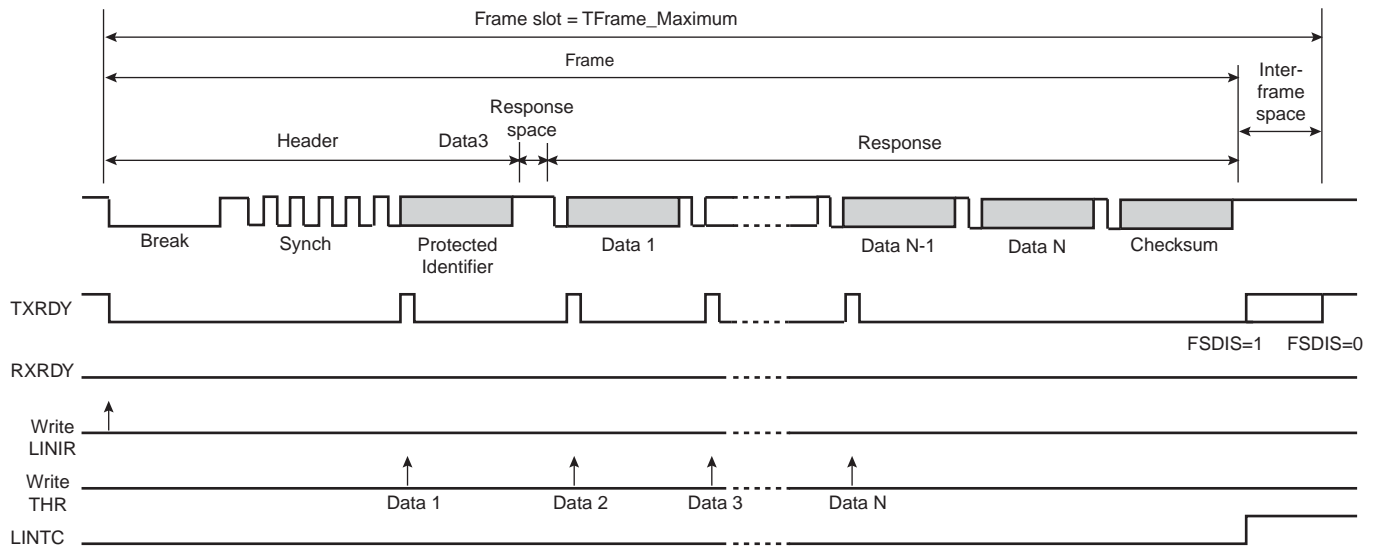 Frame slot = TFrame_Maximum
Frame
Inter-
frame
space
Response
space
Header
Data3
Response
Break
Synch
Protected
Identifier
Data 1
Data N-1
Data N
Checksum
TXRDY
FSDIS=1
FSDIS=0
RXRDY
Write
LINIR
Write
THR
Data 1
Data 2
Data 3
Data N
LINTC